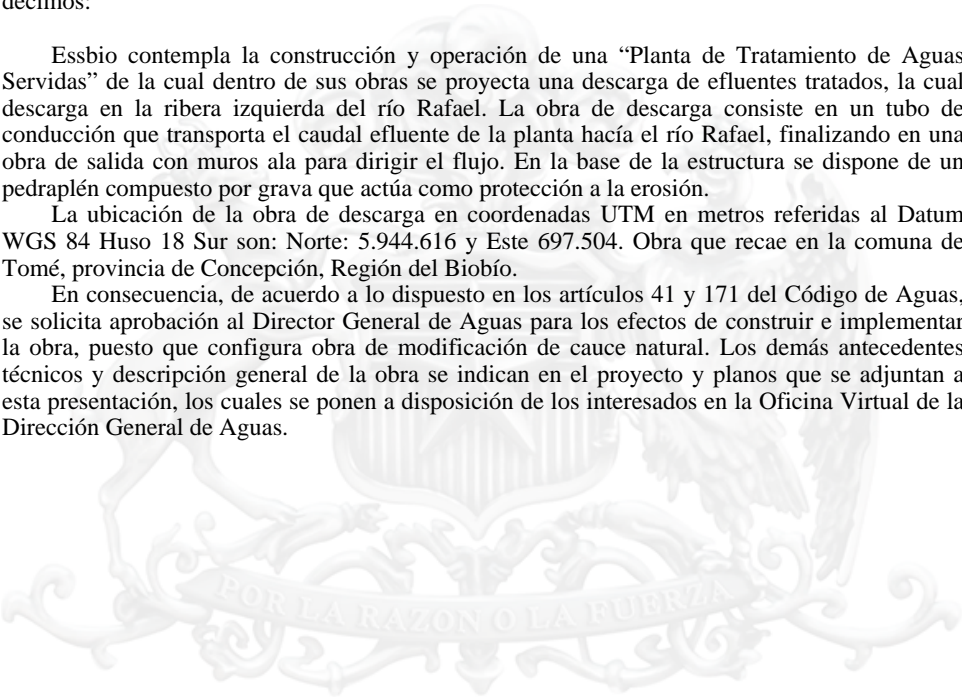 decimos:
Essbio contempla la construcción y operación de una “Planta de Tratamiento de Aguas
Servidas” de la cual dentro de sus obras se proyecta una descarga de efluentes tratados, la cual
descarga en la ribera izquierda del río Rafael. La obra de descarga consiste en un tubo de
conducción que transporta el caudal efluente de la planta hacía el río Rafael, finalizando en una
obra de salida con muros ala para dirigir el flujo. En la base de la estructura se dispone de un
pedraplén compuesto por grava que actúa como protección a la erosión.
La ubicación de la obra de descarga en coordenadas UTM en metros referidas al Datum
WGS 84 Huso 18 Sur son: Norte: 5.944.616 y Este 697.504. Obra que recae en la comuna de
Tomé, provincia de Concepción, Región del Biobío.
En consecuencia, de acuerdo a lo dispuesto en los artículos 41 y 171 del Código de Aguas,
se solicita aprobación al Director General de Aguas para los efectos de construir e implementar
la obra, puesto que configura obra de modificación de cauce natural. Los demás antecedentes
técnicos y descripción general de la obra se indican en el proyecto y planos que se adjuntan a
esta presentación, los cuales se ponen a disposición de los interesados en la Oficina Virtual de la
Dirección General de Aguas.
POR LA RAZON O LA FUERZA